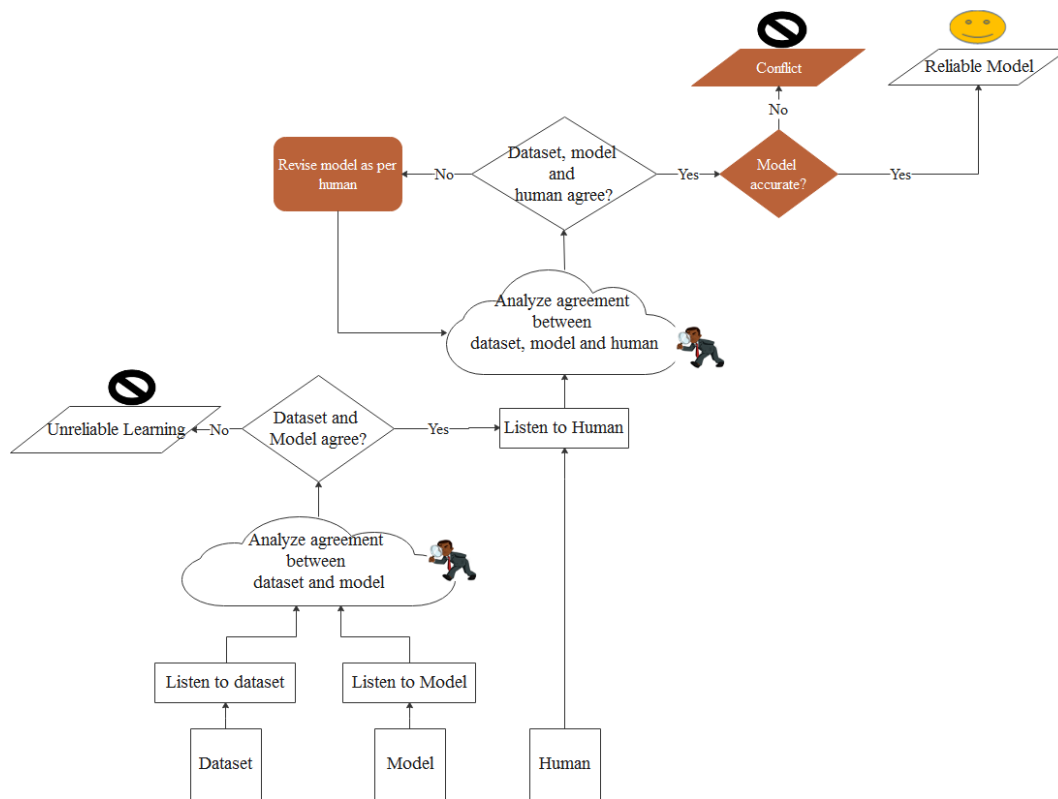 Conflict
Reliable Model
No
Revise model as per
human
No
Dataset, model
and
human agree?
Yes
Model
accurate?
Yes
Analyze agreement
between
dataset, model and human
Unreliable Learning
No
Dataset and
Model agree?
Yes
Listen to Human
Analyze agreement
between
dataset and model
Listen to dataset
Listen to Model
Dataset
Model
Human